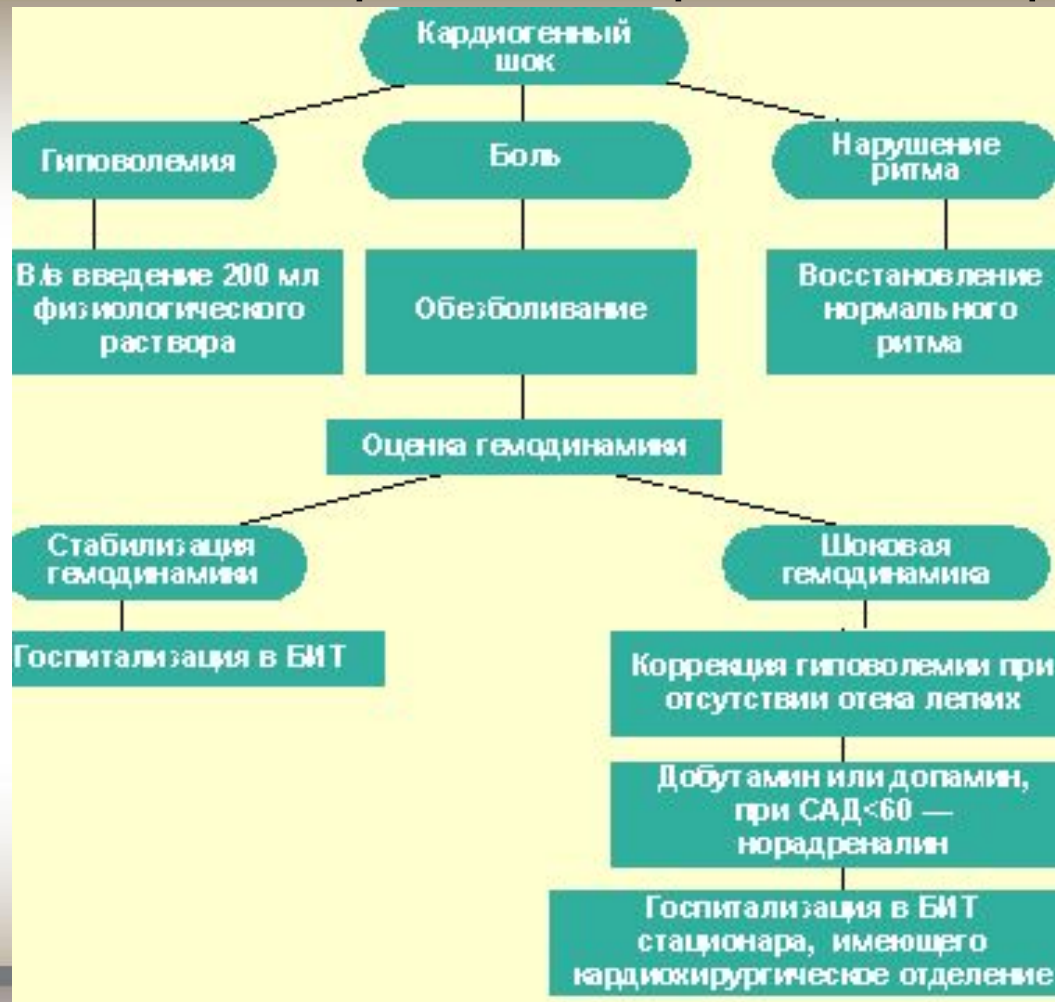 Кардиогенный
шок
Гиповолемия
Боль
Нарушение
ритма
В/в введение 200 мл
физиологического
раствора
Обезболивание
Восстановление
нормального
ритма
Оценка гемодинамики
Стабилизация
гемодинамики
Шоковая
гемодинамика
Госпитализация в БИТ
Коррекция гиповолемии при
отсутствии отека легких
Добутамин или допамин,
при САД<60 —
норадреналин
Госпитализация в БИТ
стационара, имеющего
кардиохирургическое отделение